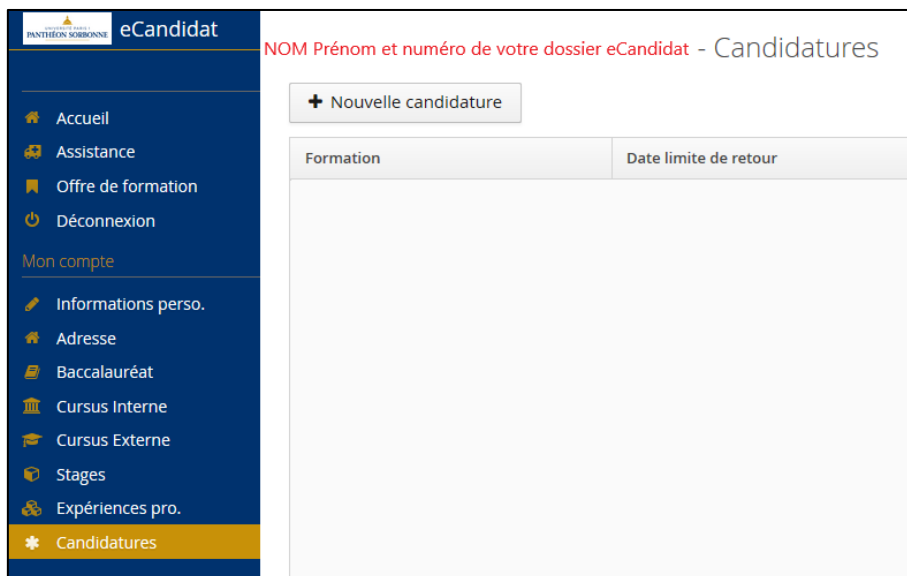 UNIVERSITÉ PARIS 1
PANTHÉON SORBONNE
eCandidat
NOM Prénom et numéro de votre dossier eCandidat - Candidatures
+ Nouvelle candidature
Formation
Date limite de retour
Accueil
Assistance
Offre de formation
Déconnexion
Mon compte
Informations perso.
Adresse
Baccalauréat
Cursus Interne
Cursus Externe
Stages
Expériences pro.
Candidatures